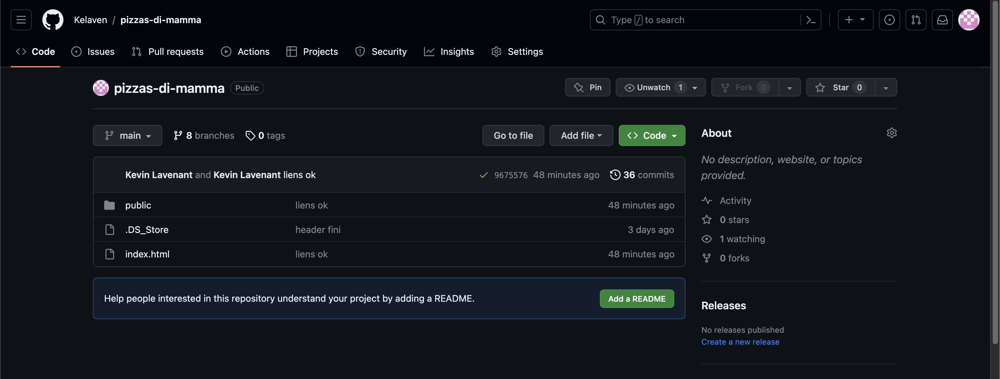 Kelaven / pizzas-di-mamma
Type / to search
Code Issues Pull requests Actions Projects Security Insights Settings
pizzas-di-mamma Public
Pin Unwatch 1 Fork 0 Star 0
main 8 branches 0 tags
Go to file Add file Code
Kevin Lavenant and Kevin Lavenant liens ok 9675576 48 minutes ago 36 commits
public liens ok 48 minutes ago
.DS_Store header fini 3 days ago
index.html liens ok 48 minutes ago
Help people interested in this repository understand your project by adding a README. Add a README
About
No description, website, or topics
provided.
Activity
0 stars
1 watching
0 forks
Releases
No releases published
Create a new release